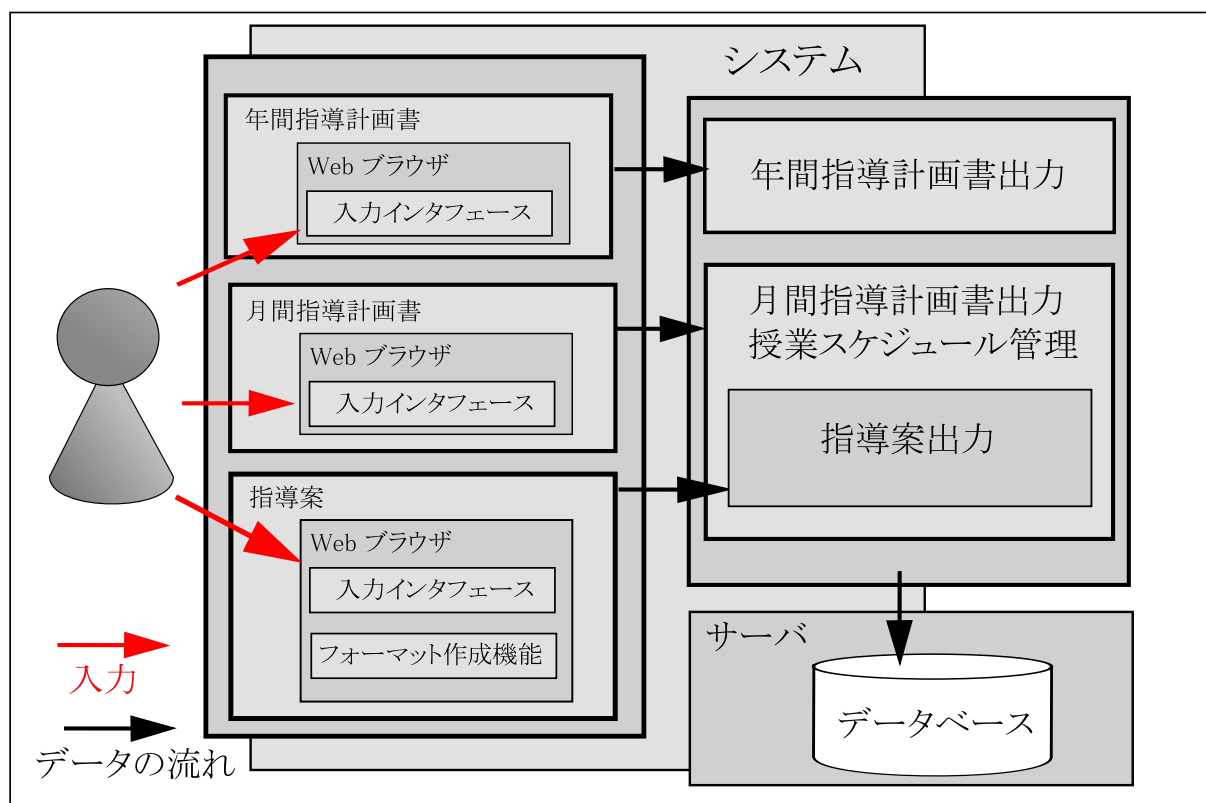 システム
年間指導計画書
Web ブラウザ
入力インタフェース
月間指導計画書
Web ブラウザ
入力インタフェース
指導案
Web ブラウザ
入力インタフェース
フォーマット作成機能
年間指導計画書出力
月間指導計画書出力
授業スケジュール管理
指導案出力
サーバ
データベース
入力
データの流れ